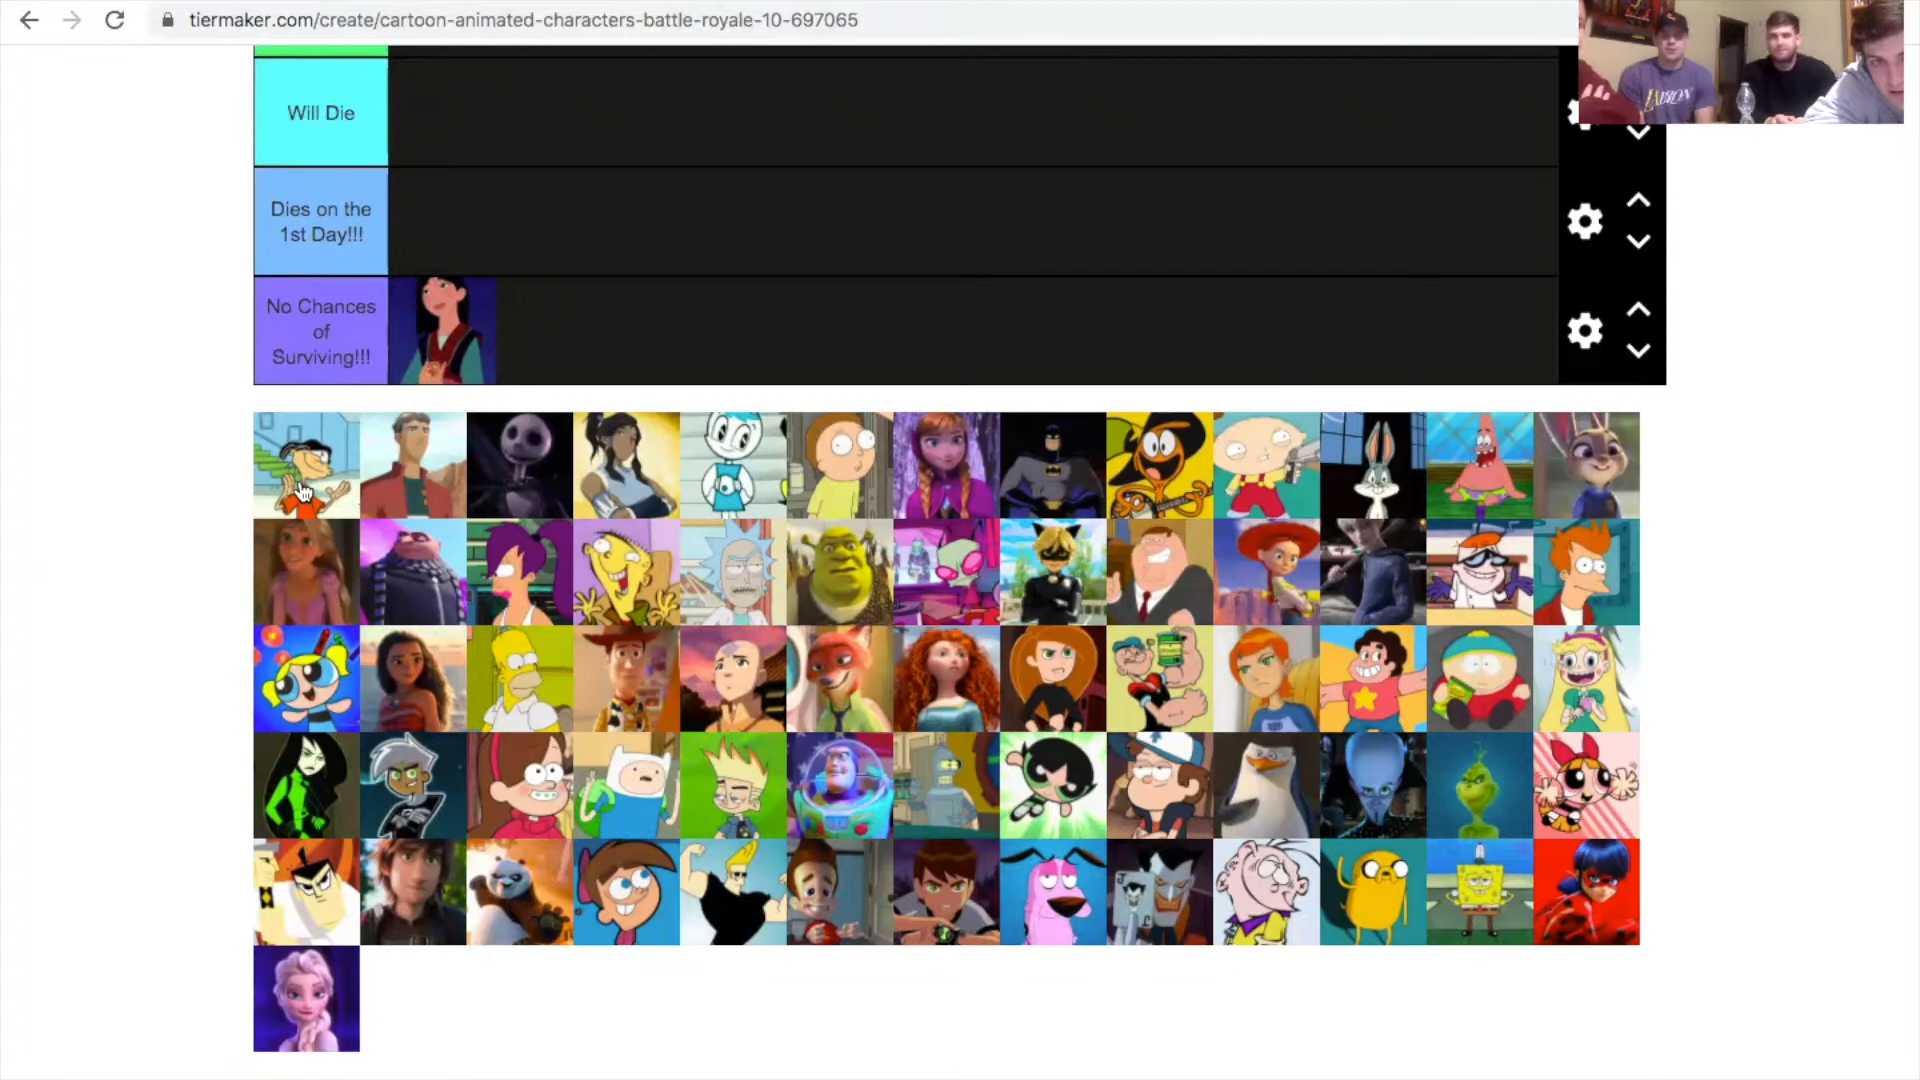 tiermaker.com/create/cartoon-animated-characters-battle-royale-10-697065
Will Die
Dies on the
1st Day!!!
No Chances
of
Surviving!!!